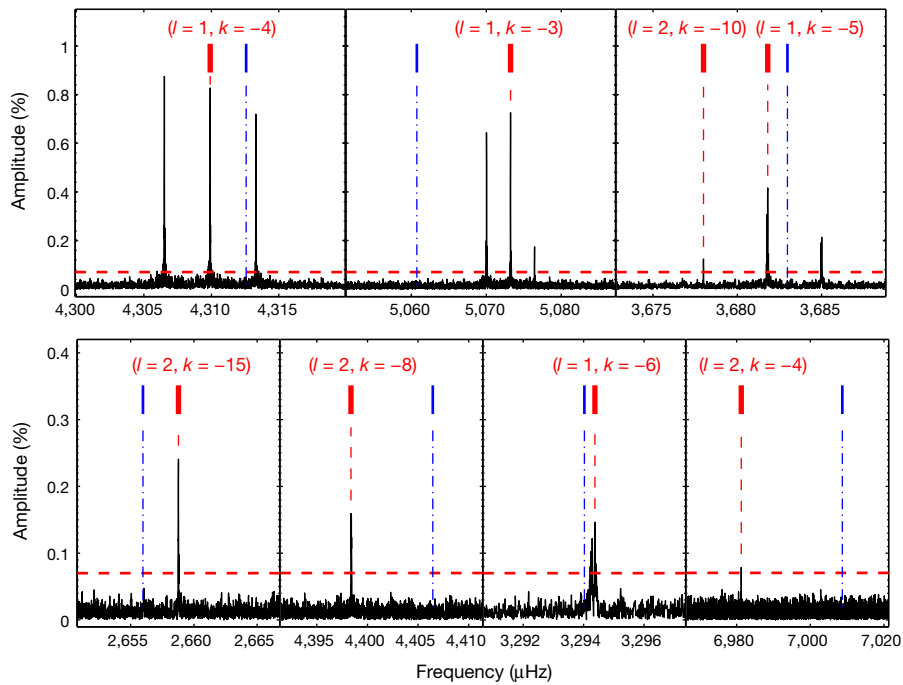 (l = 1, k = −4) (l = 1, k = −3) (l = 2, k = −10) (l = 1, k = −5)
1
0.8
0.6
0.4
0.2
0
Amplitude (%)
4,300 4,305 4,310 4,315 5,060 5,070 5,080 3,675 3,680 3,685
0.4
(l = 2, k = −15) (l = 2, k = −8) (l = 1, k = −6) (l = 2, k = −4)
0.3
0.2
0.1
0
Amplitude (%)
2,655 2,660 2,665 4,395 4,400 4,405 4,410 3,292 3,294 3,296 6,980 7,000 7,020
Frequency (μHz)